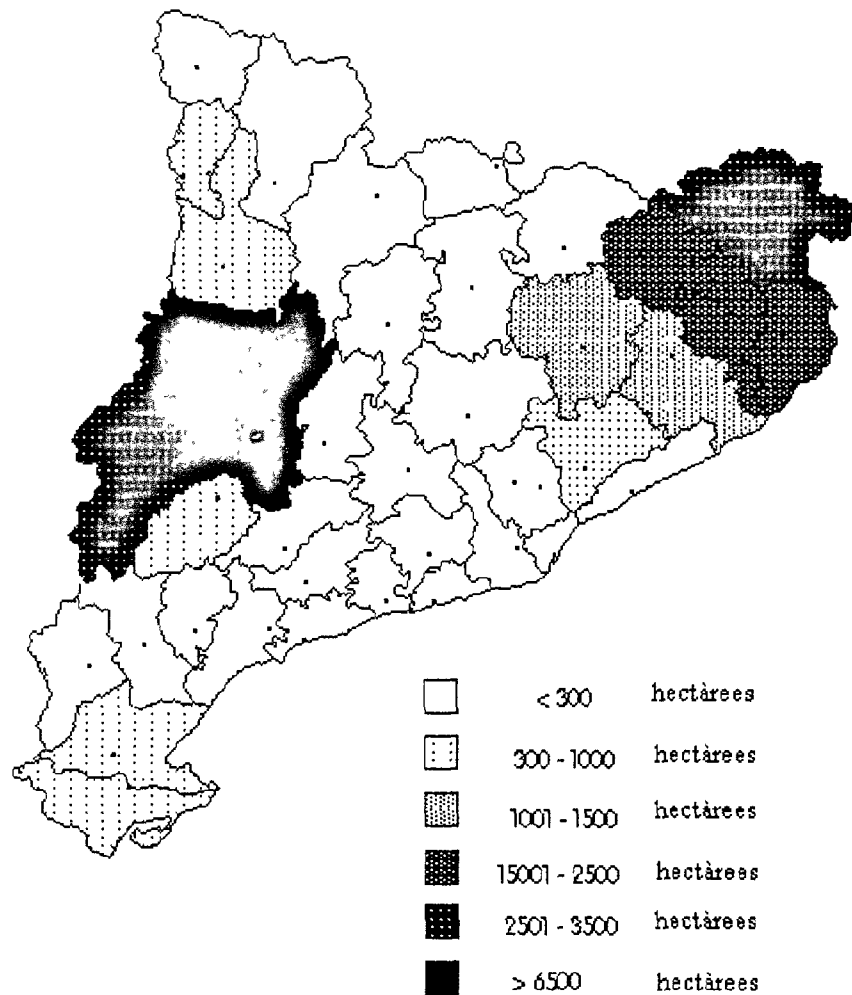 < 300 hectàrees
300 - 1000 hectàrees
1001 - 1500 hectàrees
15001 - 2500 hectàrees
2501 - 3500 hectàrees
> 6500 hectàrees